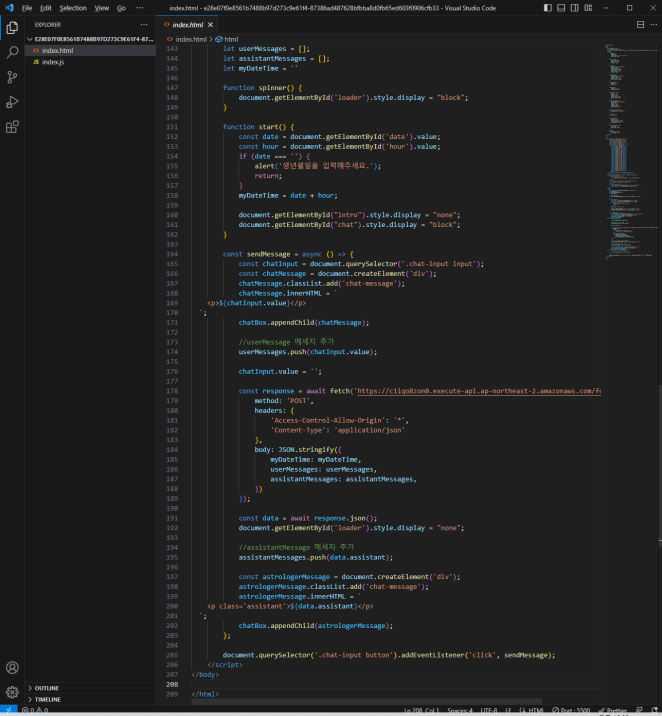 File Edit Selection View Go ··· index.html - e28e07f0e8561b7488b97d273c9e61f4-87386ad487628bfbba8d0fb65ed603f0906cfb33 - Visual Studio Code
EXPLORER ···
index.html
index.html
html
E28E07F0E8561B7488B97D273C9E61F4-87...
index.html
index.js
143 let userMessages = [];
144 let assistantMessages = [];
145 let myDateTime = ''
146
147 function spinner() {
148 document.getElementById('loader').style.display = "block";
149 }
150
151 function start() {
152 const date = document.getElementById('date').value;
153 const hour = document.getElementById('hour').value;
154 if (date === '') {
155 alert('생년월일을 입력해주세요.');
156 return;
157 }
158 myDateTime = date + hour;
159
160 document.getElementById("intro").style.display = "none";
161 document.getElementById("chat").style.display = "block";
162 }
163
164 const sendMessage = async () => {
165 const chatInput = document.querySelector('.chat-input input');
166 const chatMessage = document.createElement('div');
167 chatMessage.classList.add('chat-message');
168 chatMessage.innerHTML = `
169 <p>${chatInput.value}</p>
170 `;
171 chatBox.appendChild(chatMessage);
172
173 //userMessage 메세지 추가
174 userMessages.push(chatInput.value);
175
176 chatInput.value = '';
177
178 const response = await fetch('https://c1lqo8zon0.execute-api.ap-northeast-2.amazonaws.com/fo
179 method: 'POST',
180 headers: {
181 'Access-Control-Allow-Origin': '*',
182 'Content-Type': 'application/json'
183 },
184 body: JSON.stringify({
185 myDateTime: myDateTime,
186 userMessages: userMessages,
187 assistantMessages: assistantMessages,
188 })
189 });
190
191 const data = await response.json();
192 document.getElementById('loader').style.display = "none";
193
194 //assistantMessage 메세지 추가
195 assistantMessages.push(data.assistant);
196
197 const astrologerMessage = document.createElement('div');
198 astrologerMessage.classList.add('chat-message');
199 astrologerMessage.innerHTML = `
200 <p class='assistant'>${data.assistant}</p>
201 `;
202 chatBox.appendChild(astrologerMessage);
203 };
204
205 document.querySelector('.chat-input button').addEventListener('click', sendMessage);
206 </script>
207 </body>
208
209 </html>
OUTLINE
TIMELINE
0 0 Ln 208, Col 1 Spaces: 4 UTF-8 LF HTML Port : 5500 Prettier